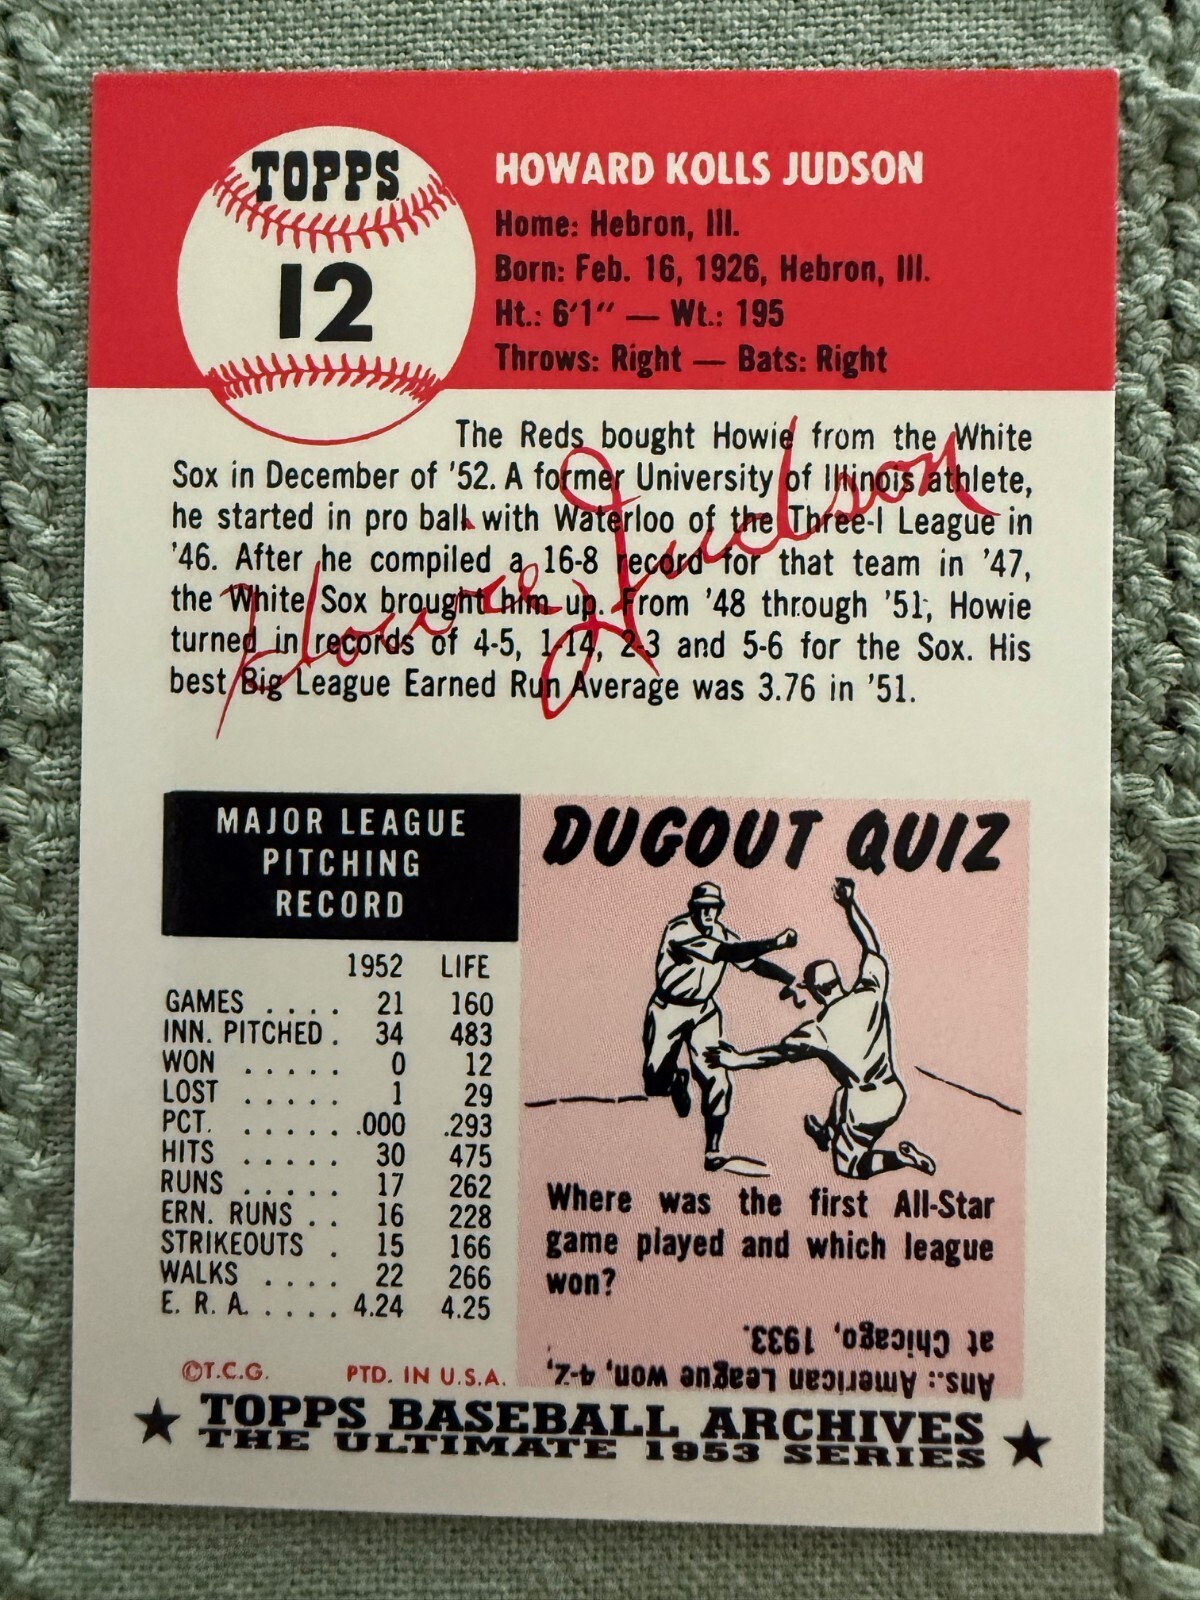 TOPPS
12
HOWARD KOLLS JUDSON
Home: Hebron, Ill.
Born: Feb. 16, 1926, Hebron, Ill.
Ht.: 6'1" — Wt.: 195
Throws: Right — Bats: Right
The Reds bought Howie from the White
Sox in December of '52. A former University of Illinois athlete,
he started in pro ball with Waterloo of the Three-I League in
'46. After he compiled a 16-8 record for that team in '47,
the White Sox brought him up. From '48 through '51, Howie
turned in records of 4-5, 1-14, 2-3 and 5-6 for the Sox. His
best Big League Earned Run Average was 3.76 in '51.
Howie Judson
MAJOR LEAGUE
PITCHING
RECORD
1952 LIFE
GAMES .... 21 160
INN. PITCHED . 34 483
WON ..... 0 12
LOST ..... 1 29
PCT. ..... .000 .293
HITS ..... 30 475
RUNS ..... 17 262
ERN. RUNS .. 16 228
STRIKEOUTS . 15 166
WALKS .... 22 266
E. R. A. .... 4.24 4.25
DUGOUT QUIZ
Where was the first All-Star
game played and which league
won?
Ans.: American League won, 4-2,
at Chicago, 1933.
©T.C.G. PTD. IN U.S.A.
TOPPS BASEBALL ARCHIVES
THE ULTIMATE 1953 SERIES